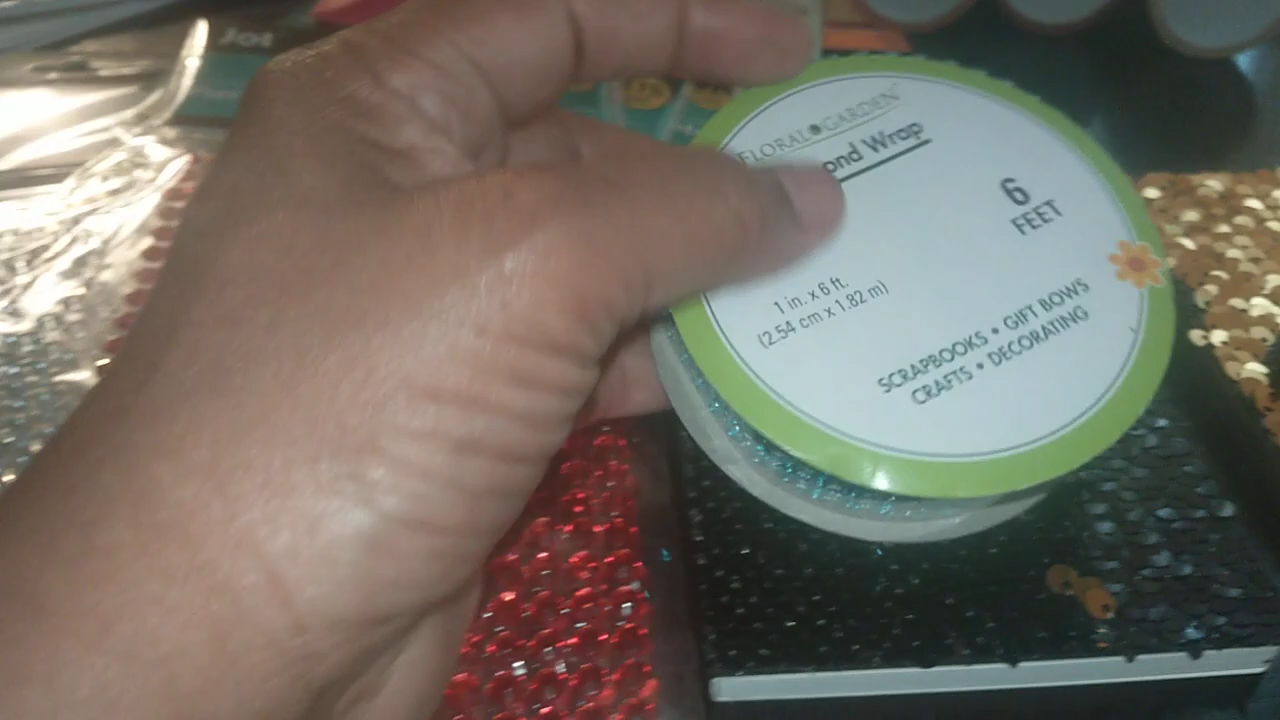 Jot
FLORAL GARDEN
ond Wrap
6
FEET
1 in. x 6 ft.
(2.54 cm x 1.82 m)
SCRAPBOOKS • GIFT BOWS
CRAFTS • DECORATING